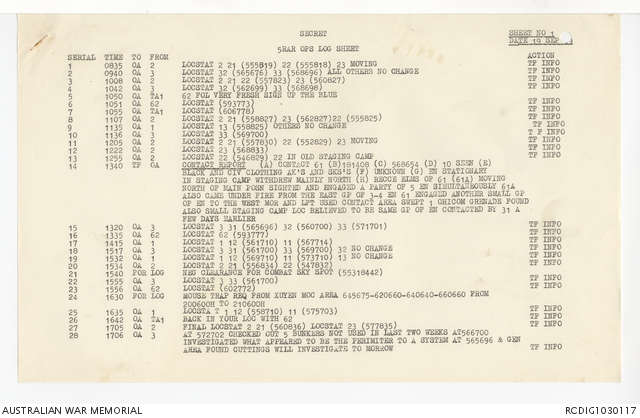 SECRET
SHEET NO 1
DATE 19 SEP
5RAR OPS LOG SHEET
SERIAL TIME TO FROM ACTION
1 0835 OA 2 LOCSTAT 2 21 (555819) 22 (555818) 23 MOVING TF INFO
2 0940 OA 3 LOCSTAT 32 (565676) 33 (568696) ALL OTHERS NO CHANGE TF INFO
3 1008 OA 2 LOCSTAT 2 21 22 (557823) 23 (560827) TF INFO
4 1042 OA 3 LOCSTAT 32 (562699) 33 (568698) TF INFO
5 1050 OA TA1 62 FOL VERY FRESH SIGN UP THE BLUE TF INFO
6 1051 OA 62 LOCSTAT (593773) TF INFO
7 1055 OA TA1 LOCSTAT (606778) TF INFO
8 1107 OA 2 LOCSTAT 2 21 (558827) (562827)22 (555825) TF INFO
9 1135 OA 1 LOCSTAT 13 (558825) OTHERS NO CHANGE TF INFO
10 1136 OA 3 LOCSTAT 33 (569700) T F INFO
11 1205 OA 2 LOCSTAT 2 21 (557830) 22 (552829) 23 MOVING TF INFO
12 1222 OA 2 LOCSTAT 23 (568833) TF INFO
13 1255 OA 2 LOCSTAT 22 (546829) 22 IN OLD STAGING CAMP TF INFO
14 1340 TF OA CONTACT REPORT (A) CONTACT 61 (B)181408 (C) 568654 (D) 10 SEEN (E)
BLACK AND CIV CLOTHING AK'S AND SKS'S (F) UNKNOWN (G) EN STATIONARY
IN STAGING CAMP WITHDREW MAINLY NORTH (H) RECCE ELMS OF 61 (61A) MOVING
NORTH OF MAIN POSN SIGHTED AND ENGAGED A PARTY OF 5 EN SIMULTANEOUSLY 61A
ALSO CAME UNDER FIRE FROM THE EAST GP OF 3-4 EN 61 ENGAGED ANOTHER SMALL GP
OF EN TO THE WEST MOR AND LFT USED CONTACT AREA SWEPT 1 CHICOM GRENADE FOUND
ALSO SMALL STAGING CAMP LOC BELIEVED TO BE SAME GP OF EN CONTACTED BY 31 A
FEW DAYS EARLIER
15 1320 OA 3 LOCSTAT 3 31 (565696) 32 (560700) 33 (571701) TF INFO
16 1335 OA 62 LOCSTAT 62 (593777) TF INFO
17 1415 OA 1 LOCSTAT 1 12 (561710) 11 (567714) TF INFO
18 1517 OA 3 LOCSTAT 3 31 (561700) 33 (569700) 32 NO CHANGE TF INFO
19 1532 OA 1 LOCSTAT 1 12 (569710) 11 (573710) 13 NO CHANGE TF INFO
20 1534 OA 2 LOCSTAT 2 21 (556834) 22 (547832) TF INFO
21 1540 FOR LOG NEG CLEARANCE FOR COMBAT SKY SPOT (55318442)
22 1555 OA 3 LOCSTAT 3 33 (561700) TF INFO
23 1556 OA 62 LOCSTAT (602772) TF INFO
24 1630 FOR LOG MOUSE TRAP REQ FROM XUYEN MOC AREA 645675-620660-640640-660660 FROM
200600H TO 210600H
25 1635 OA 1 LOCSTA T 1 12 (558710) 11 (575703) TF INFO
26 1642 OA TA1 BACK IN YOUR LOC WITH 62 TF INFO
27 1705 OA 2 FINAL LOCSTAT 2 21 (560836) LOCSTAT 23 (577835) TF INFO
28 1706 OA 3 AT 572702 CHECKED OUT 5 BUNKERS NOT USED IN LAST TWO WEEKS AT566700
INVESTIGATED WHAT APPEARED TO BE THE PERIMITER TO A SYSTEM AT 565696 & GEN
AREA FOUND CUTTINGS WILL INVESTIGATE TO MORROW TF INFO
AUSTRALIAN WAR MEMORIAL RCDIG1030117